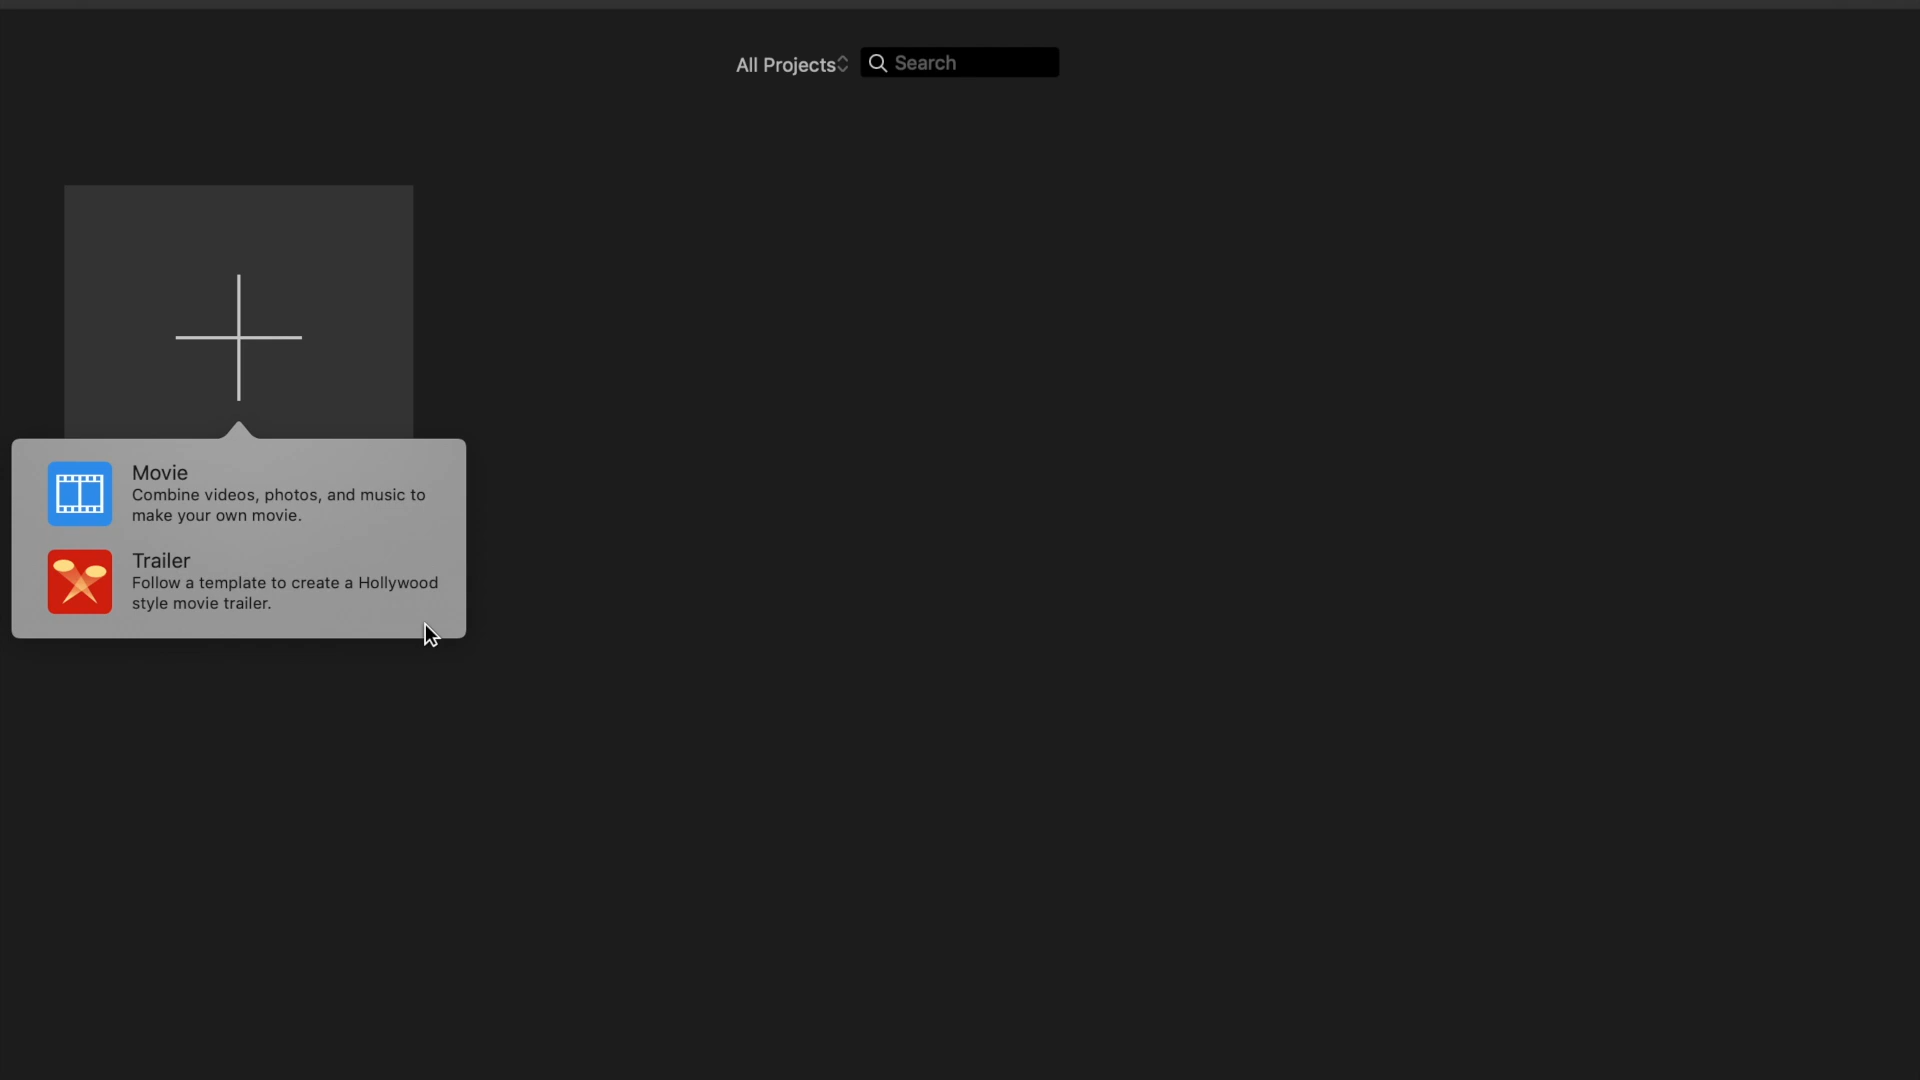 All Projects
Search
Movie
Combine videos, photos, and music to
make your own movie.
Trailer
Follow a template to create a Hollywood
style movie trailer.